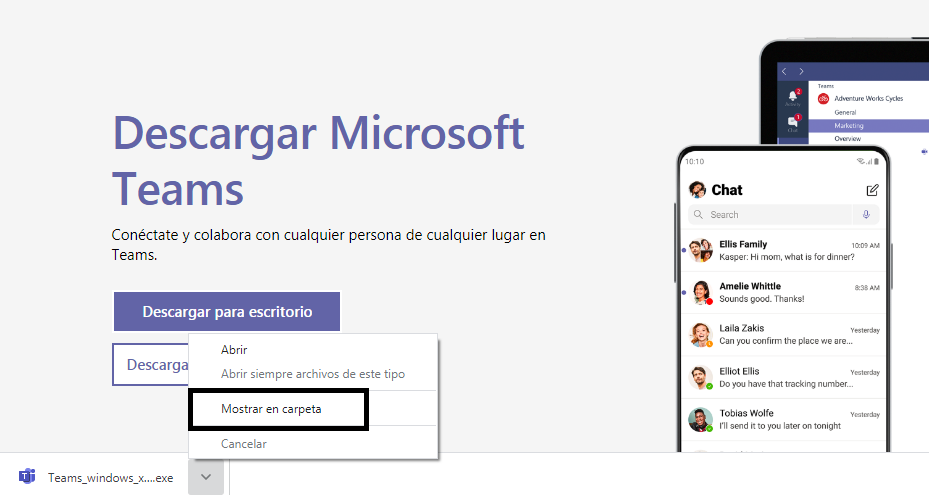 Descargar Microsoft
Teams
Conéctate y colabora con cualquier persona de cualquier lugar en
Teams.
Descargar para escritorio
Descarga
Abrir
Abrir siempre archivos de este tipo
Mostrar en carpeta
Cancelar
Teams_windows_x....exe
Teams
2
Activity
Adventure Works Cycles
General
1
Chat
Marketing
Overview
10:10
Chat
Search
Ellis Family 10:09 AM
Kasper: Hi mom, what is for dinner?
Amelie Whittle 8:38 AM
Sounds good. Thanks!
Laila Zakis Yesterday
Can you confirm the place we are...
Elliot Ellis Yesterday
Do you have that tracking number...
Tobias Wolfe Yesterday
I'll send it to you later on tonight